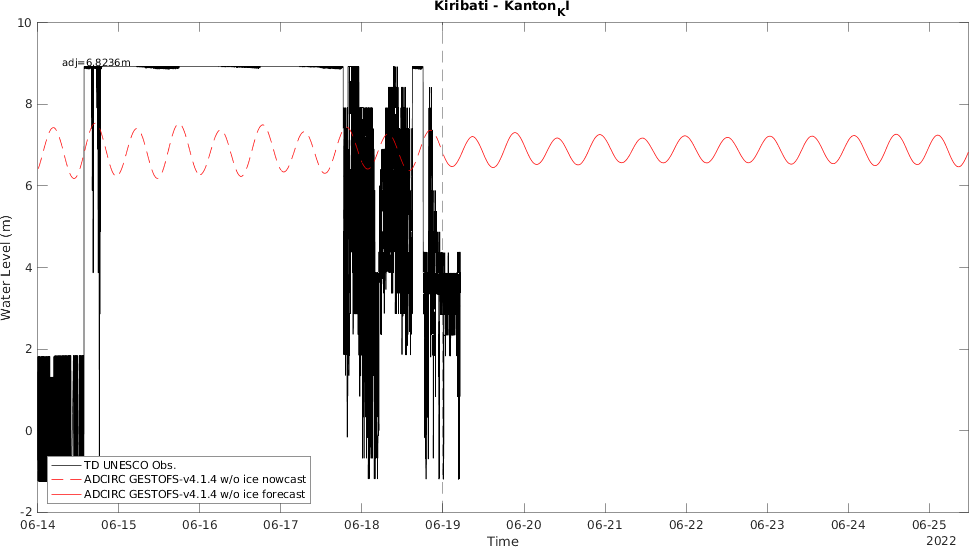 Kiribati - Kanton_KI
10
adj=6.8236m
8
6
4
2
0
-2
Water Level (m)
TD UNESCO Obs.
ADCIRC GESTOFS-v4.1.4 w/o ice nowcast
ADCIRC GESTOFS-v4.1.4 w/o ice forecast
06-14 06-15 06-16 06-17 06-18 06-19 06-20 06-21 06-22 06-23 06-24 06-25
Time
2022